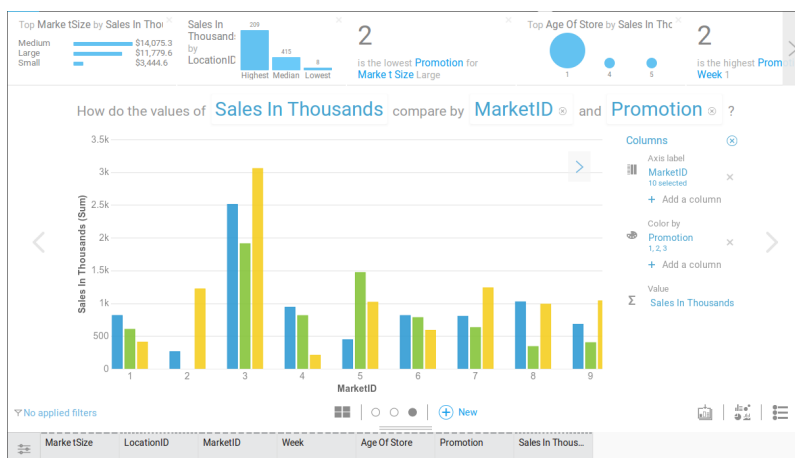 Top Marke tSize by Sales In Thou
Medium $14,075.3
Large $11,779.6
Small $3,444.6
Sales In
Thousands
by
LocationID
209
415
8
Highest Median Lowest
2
is the lowest Promotion for
Marke t Size Large
Top Age Of Store by Sales In Thc
1 4 5
2
is the highest Prom
Week 1
How do the values of Sales In Thousands compare by MarketID and Promotion ?
3.5k
3k
2.5k
2k
1.5k
1k
500
0
Sales In Thousands (Sum)
1 2 3 4 5 6 7 8 9
MarketID
Columns
Axis label
MarketID
10 selected
+ Add a column
Color by
Promotion
1, 2, 3
+ Add a column
Value
Σ Sales In Thousands
No applied filters
New
Marke tSize LocationID MarketID Week Age Of Store Promotion Sales In Thous...